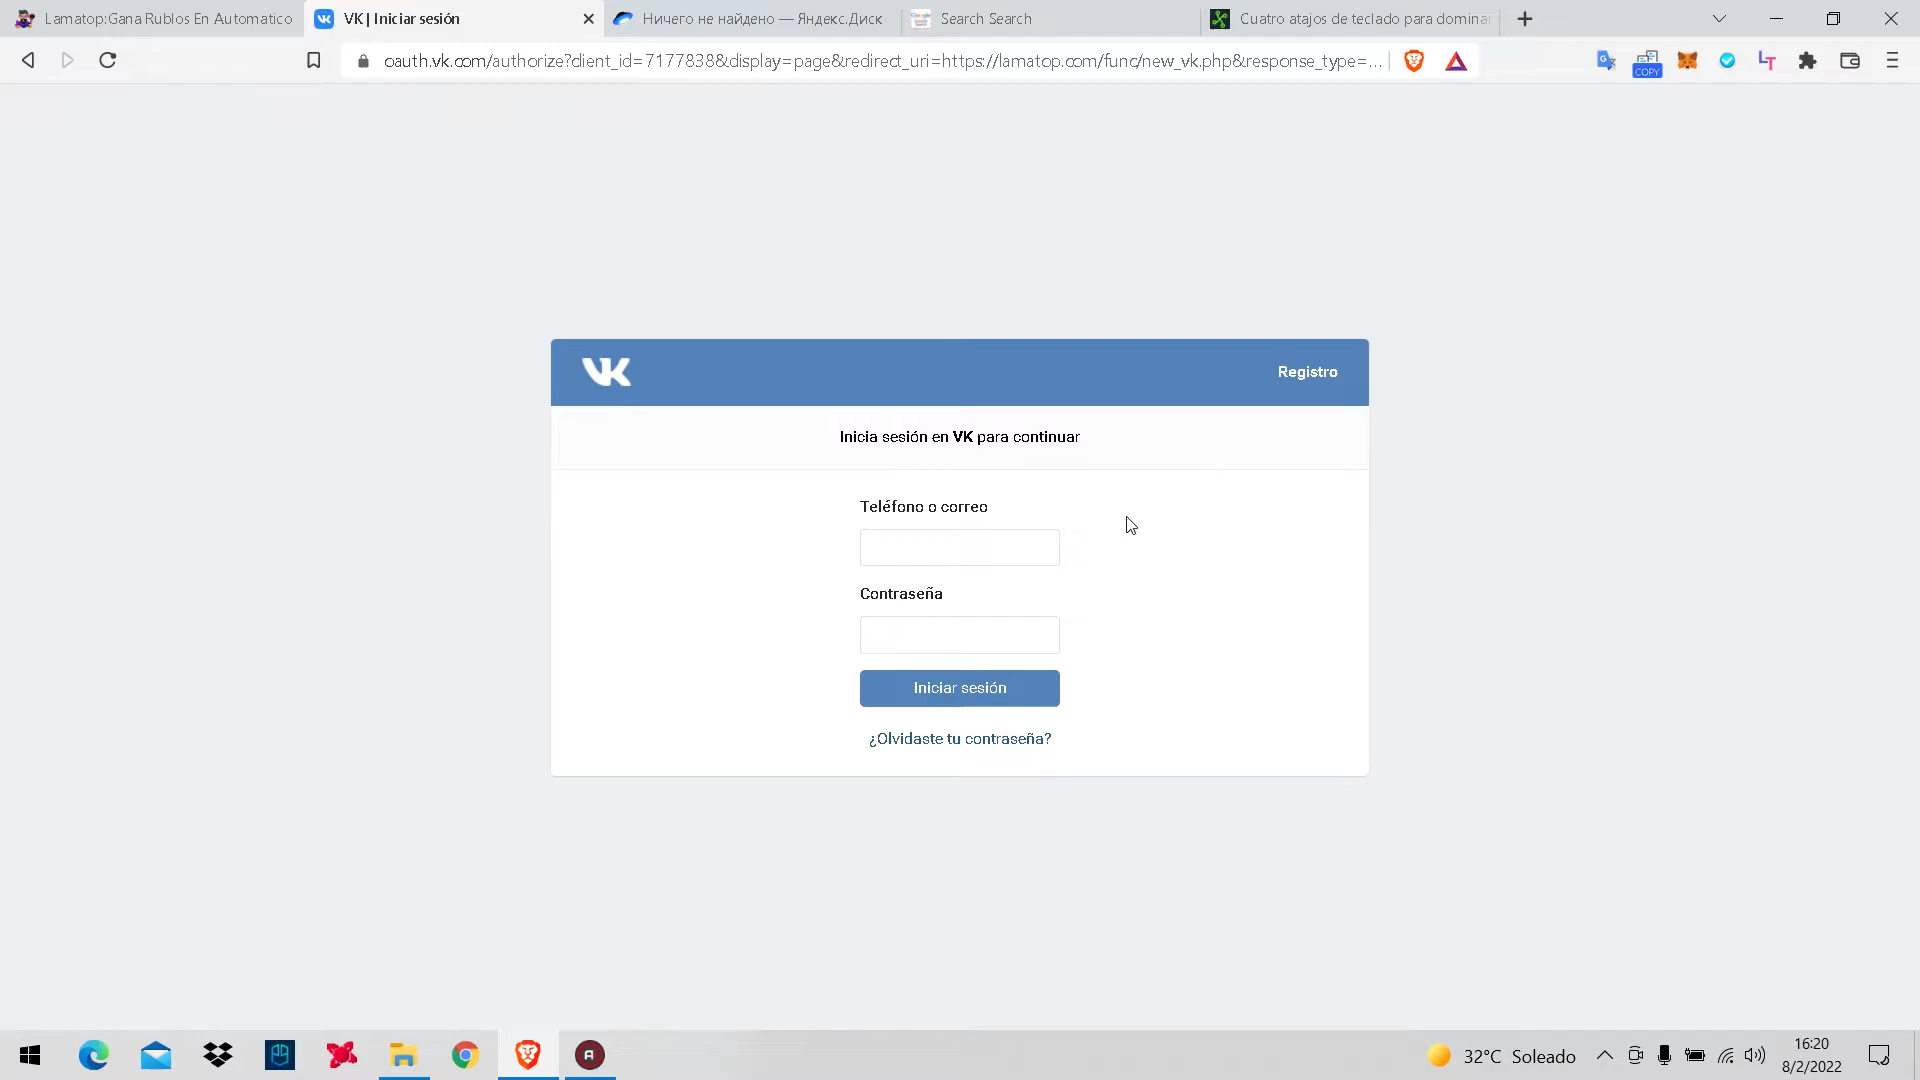 Lamatop:Gana Rublos En Automatico
VK | Iniciar sesión
Ничего не найдено — Яндекс.Диск
Search Search
Cuatro atajos de teclado para dominar
oauth.vk.com/authorize?client_id=7177838&display=page&redirect_uri=https://lamatop.com/func/new_vk.php&response_type=...
COPY
Registro
Inicia sesión en VK para continuar
Teléfono o correo
Contraseña
Iniciar sesión
¿Olvidaste tu contraseña?
32°C Soleado
16:20
8/2/2022